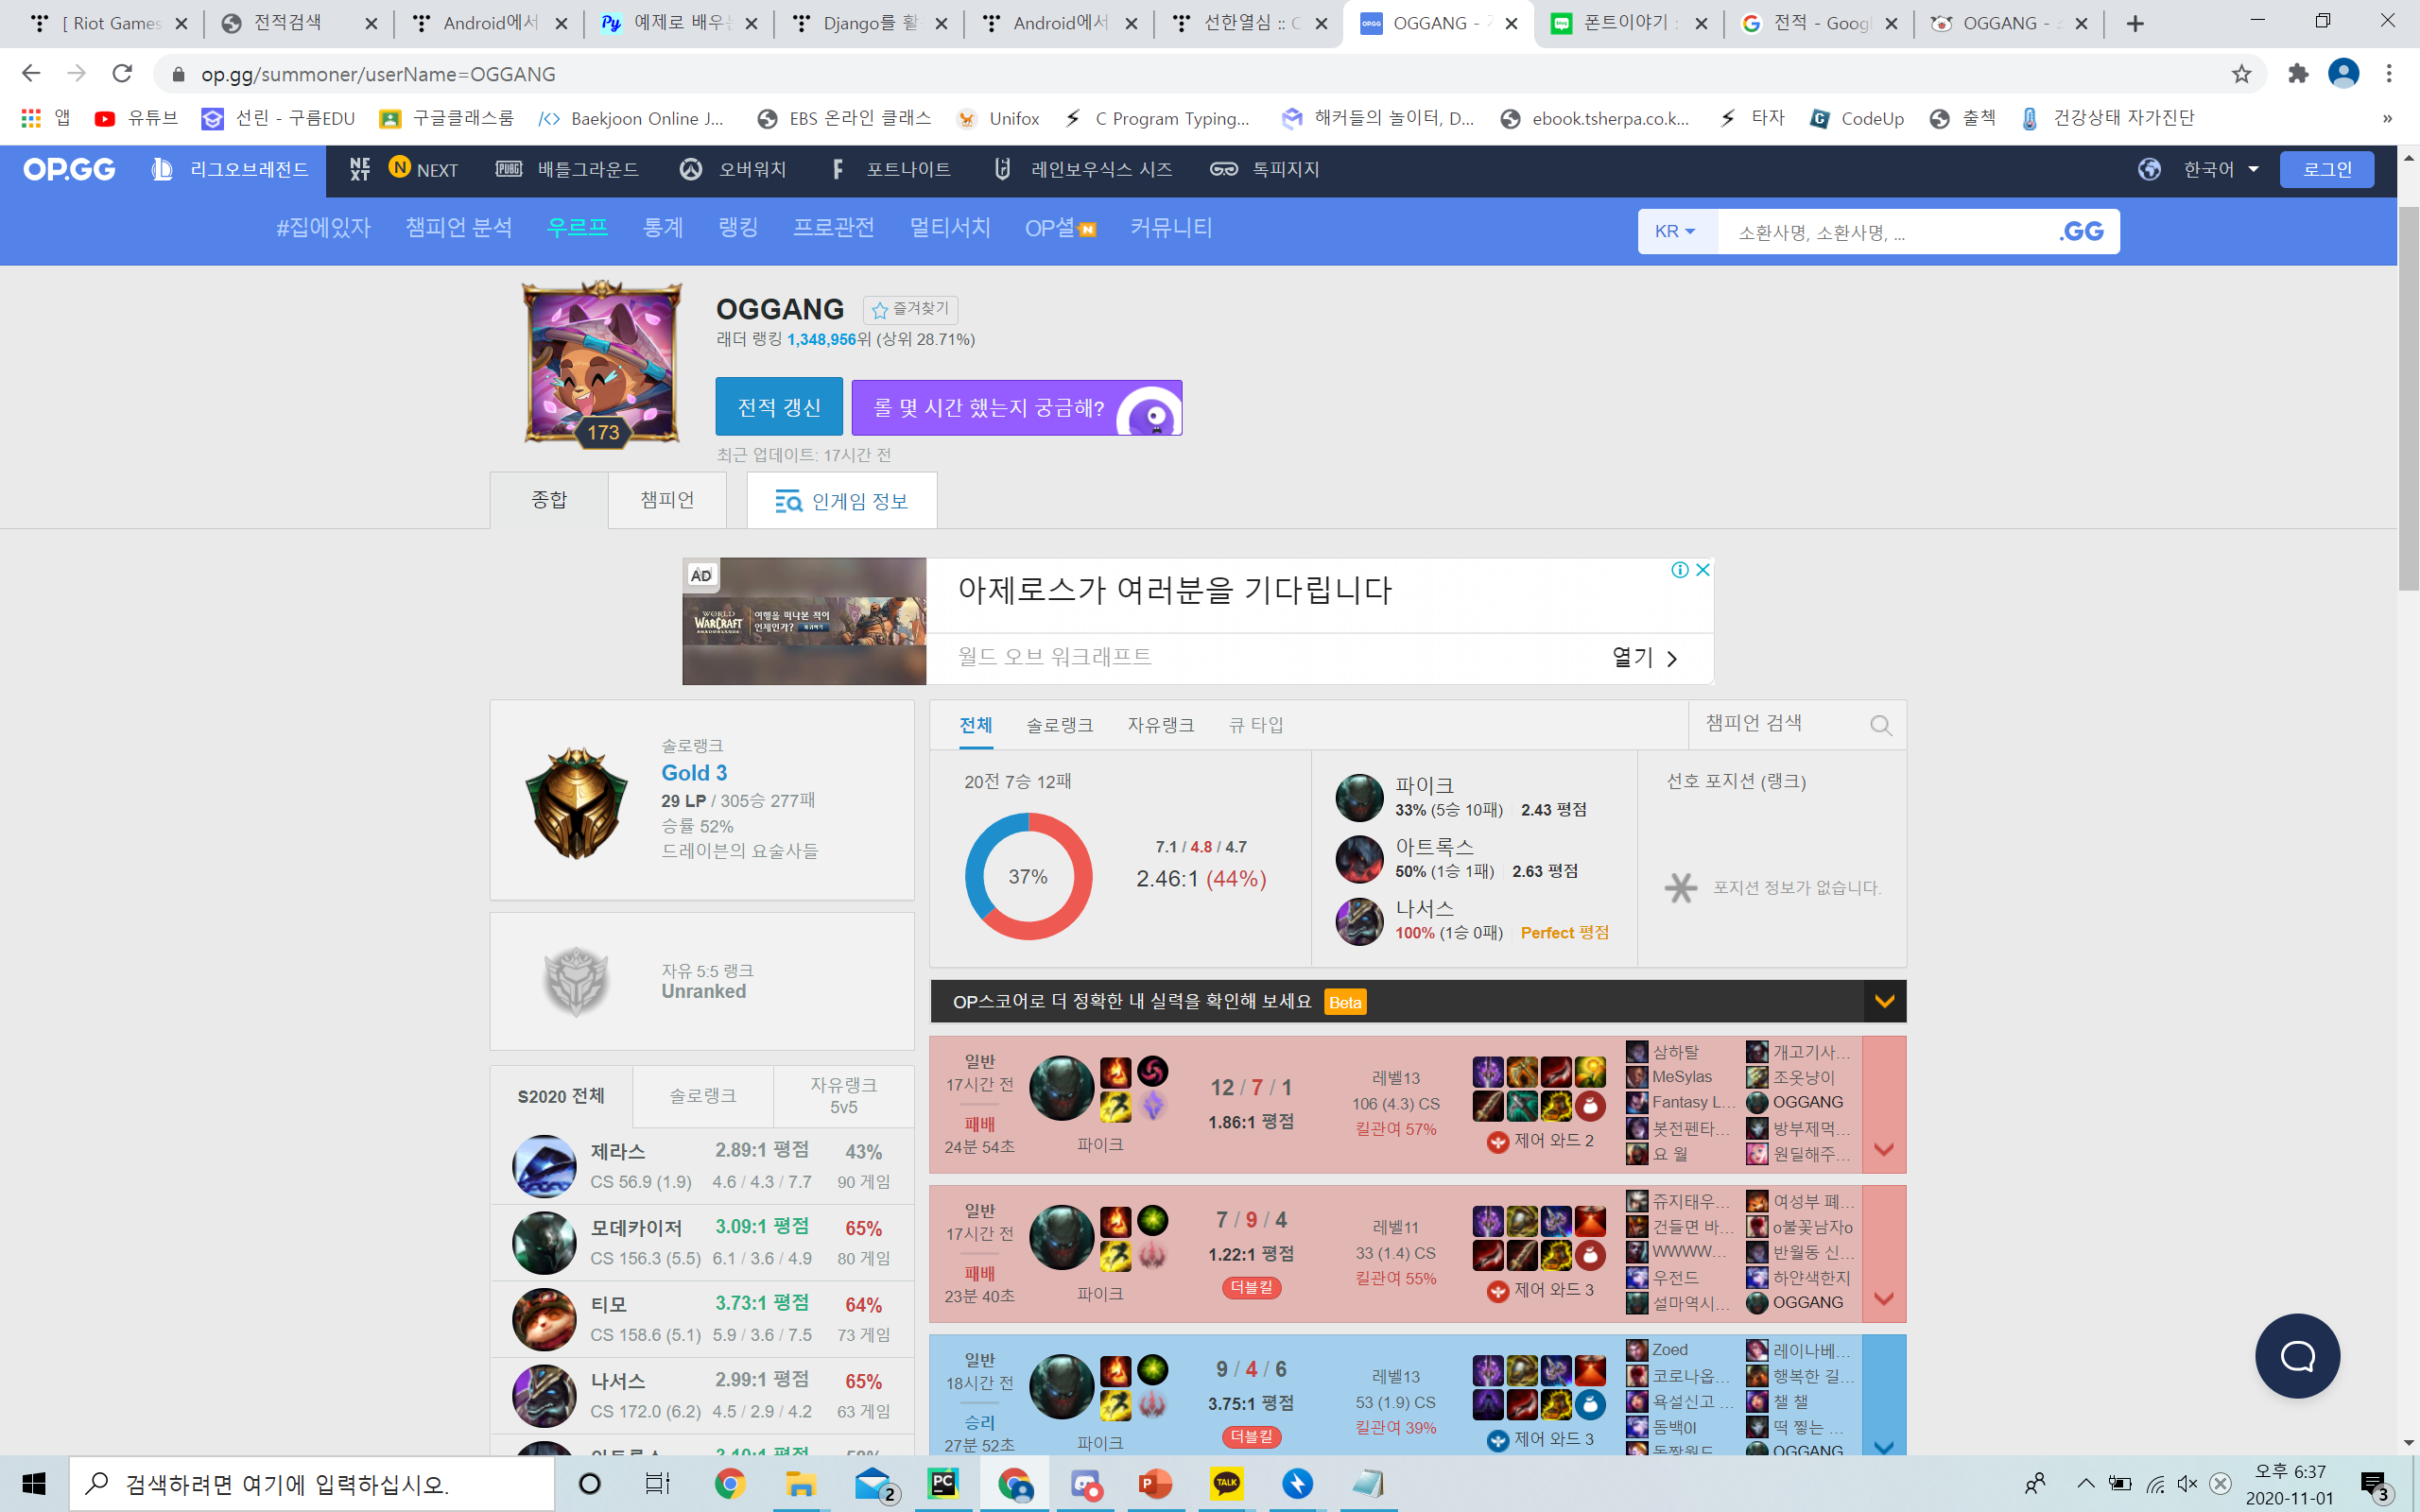 [ Riot Games
전적검색
Android에서
예제로 배우는
Django를 활
Android에서
선한열심 :: C
OGGANG -
폰트이야기 :
전적 - Goog
OGGANG -
op.gg/summoner/userName=OGGANG
앱
유튜브
선린 - 구름EDU
구글클래스룸
Baekjoon Online J...
EBS 온라인 클래스
Unifox
C Program Typing...
해커들의 놀이터, D...
ebook.tsherpa.co.k...
타자
CodeUp
출첵
건강상태 자가진단
»
OP.GG
리그오브레전드
NEXT
N NEXT
PUBG
배틀그라운드
오버워치
포트나이트
레인보우식스 시즈
톡피지지
한국어
로그인
#집에있자
챔피언 분석
우르프
통계
랭킹
프로관전
멀티서치
OP셜 N
커뮤니티
KR
소환사명, 소환사명, ...
.GG
173
OGGANG
즐겨찾기
래더 랭킹 1,348,956위 (상위 28.71%)
전적 갱신
롤 몇 시간 했는지 궁금해?
최근 업데이트: 17시간 전
종합
챔피언
인게임 정보
AD
WORLD WARCRAFT
여행을 떠나본 적이
언제인가?
아제로스가 여러분을 기다립니다
월드 오브 워크래프트
열기
솔로랭크
Gold 3
29 LP / 305승 277패
승률 52%
드레이븐의 요술사들
자유 5:5 랭크
Unranked
S2020 전체
솔로랭크
자유랭크
5v5
제라스
2.89:1 평점
43%
CS 56.9 (1.9)
4.6 / 4.3 / 7.7
90 게임
모데카이저
3.09:1 평점
65%
CS 156.3 (5.5)
6.1 / 3.6 / 4.9
80 게임
티모
3.73:1 평점
64%
CS 158.6 (5.1)
5.9 / 3.6 / 7.5
73 게임
나서스
2.99:1 평점
65%
CS 172.0 (6.2)
4.5 / 2.9 / 4.2
63 게임
전체
솔로랭크
자유랭크
큐 타입
챔피언 검색
20전 7승 12패
37%
7.1 / 4.8 / 4.7
2.46:1 (44%)
파이크
33% (5승 10패) 2.43 평점
아트록스
50% (1승 1패) 2.63 평점
나서스
100% (1승 0패) Perfect 평점
선호 포지션 (랭크)
포지션 정보가 없습니다.
OP스코어로 더 정확한 내 실력을 확인해 보세요
Beta
일반
17시간 전
패배
24분 54초
파이크
12 / 7 / 1
1.86:1 평점
레벨13
106 (4.3) CS
킬관여 57%
제어 와드 2
삼하탈
MeSylas
Fantasy L...
봇전펜타...
요 월
개고기사...
조옷냥이
OGGANG
방부제먹...
원딜해주...
일반
17시간 전
패배
23분 40초
파이크
7 / 9 / 4
1.22:1 평점
더블킬
레벨11
33 (1.4) CS
킬관여 55%
제어 와드 3
쥬지태우...
건들면 바...
WWWW...
우전드
설마역시...
여성부 폐...
o불꽃남자o
반월동 신...
하얀색한지
OGGANG
일반
18시간 전
승리
27분 52초
파이크
9 / 4 / 6
3.75:1 평점
더블킬
레벨13
53 (1.9) CS
킬관여 39%
제어 와드 3
Zoed
코로나옵...
욕설신고 ...
돔백이
레이나베...
행복한 길...
챌 챌
떡 찧는 ...
OGGANG
검색하려면 여기에 입력하십시오.
2
PC
P
TALK
오후 6:37
2020-11-01
3